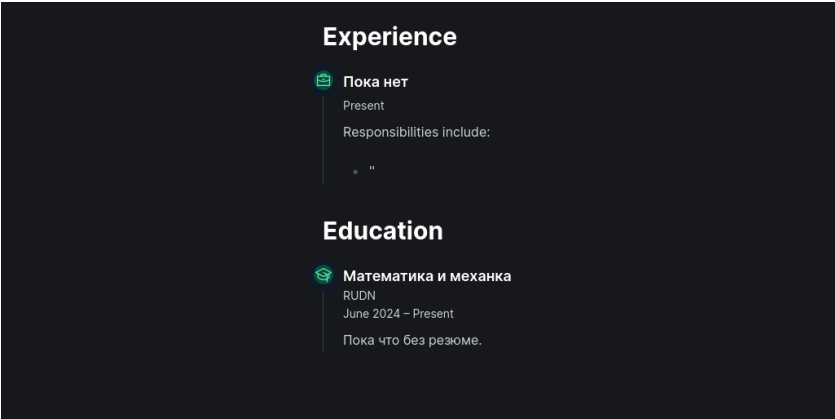 Experience
Пока нет
Present
Responsibilities include:
• "
Education
Математика и механка
RUDN
June 2024 – Present
Пока что без резюме.